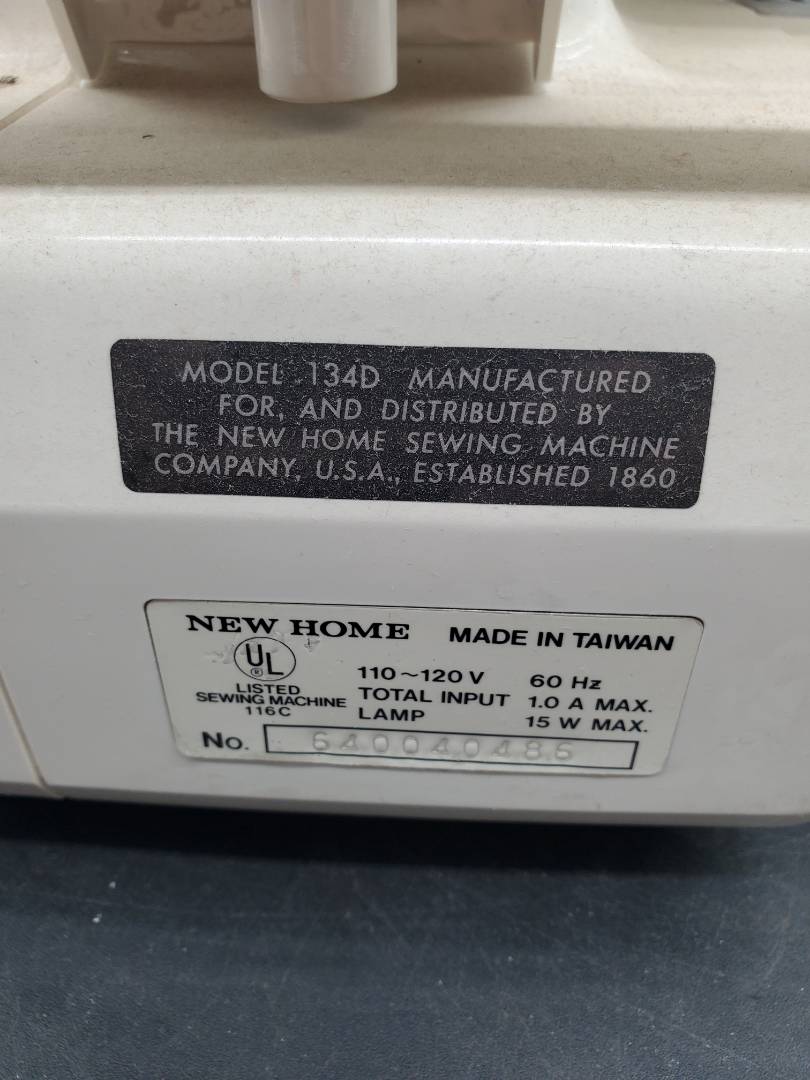 MODEL 134D MANUFACTURED
FOR, AND DISTRIBUTED BY
THE NEW HOME SEWING MACHINE
COMPANY, U.S.A., ESTABLISHED 1860
NEW HOME MADE IN TAIWAN
UL
®
LISTED
SEWING MACHINE
116C
110~120 V 60 Hz
TOTAL INPUT 1.0 A MAX.
LAMP 15 W MAX.
No. 640040486